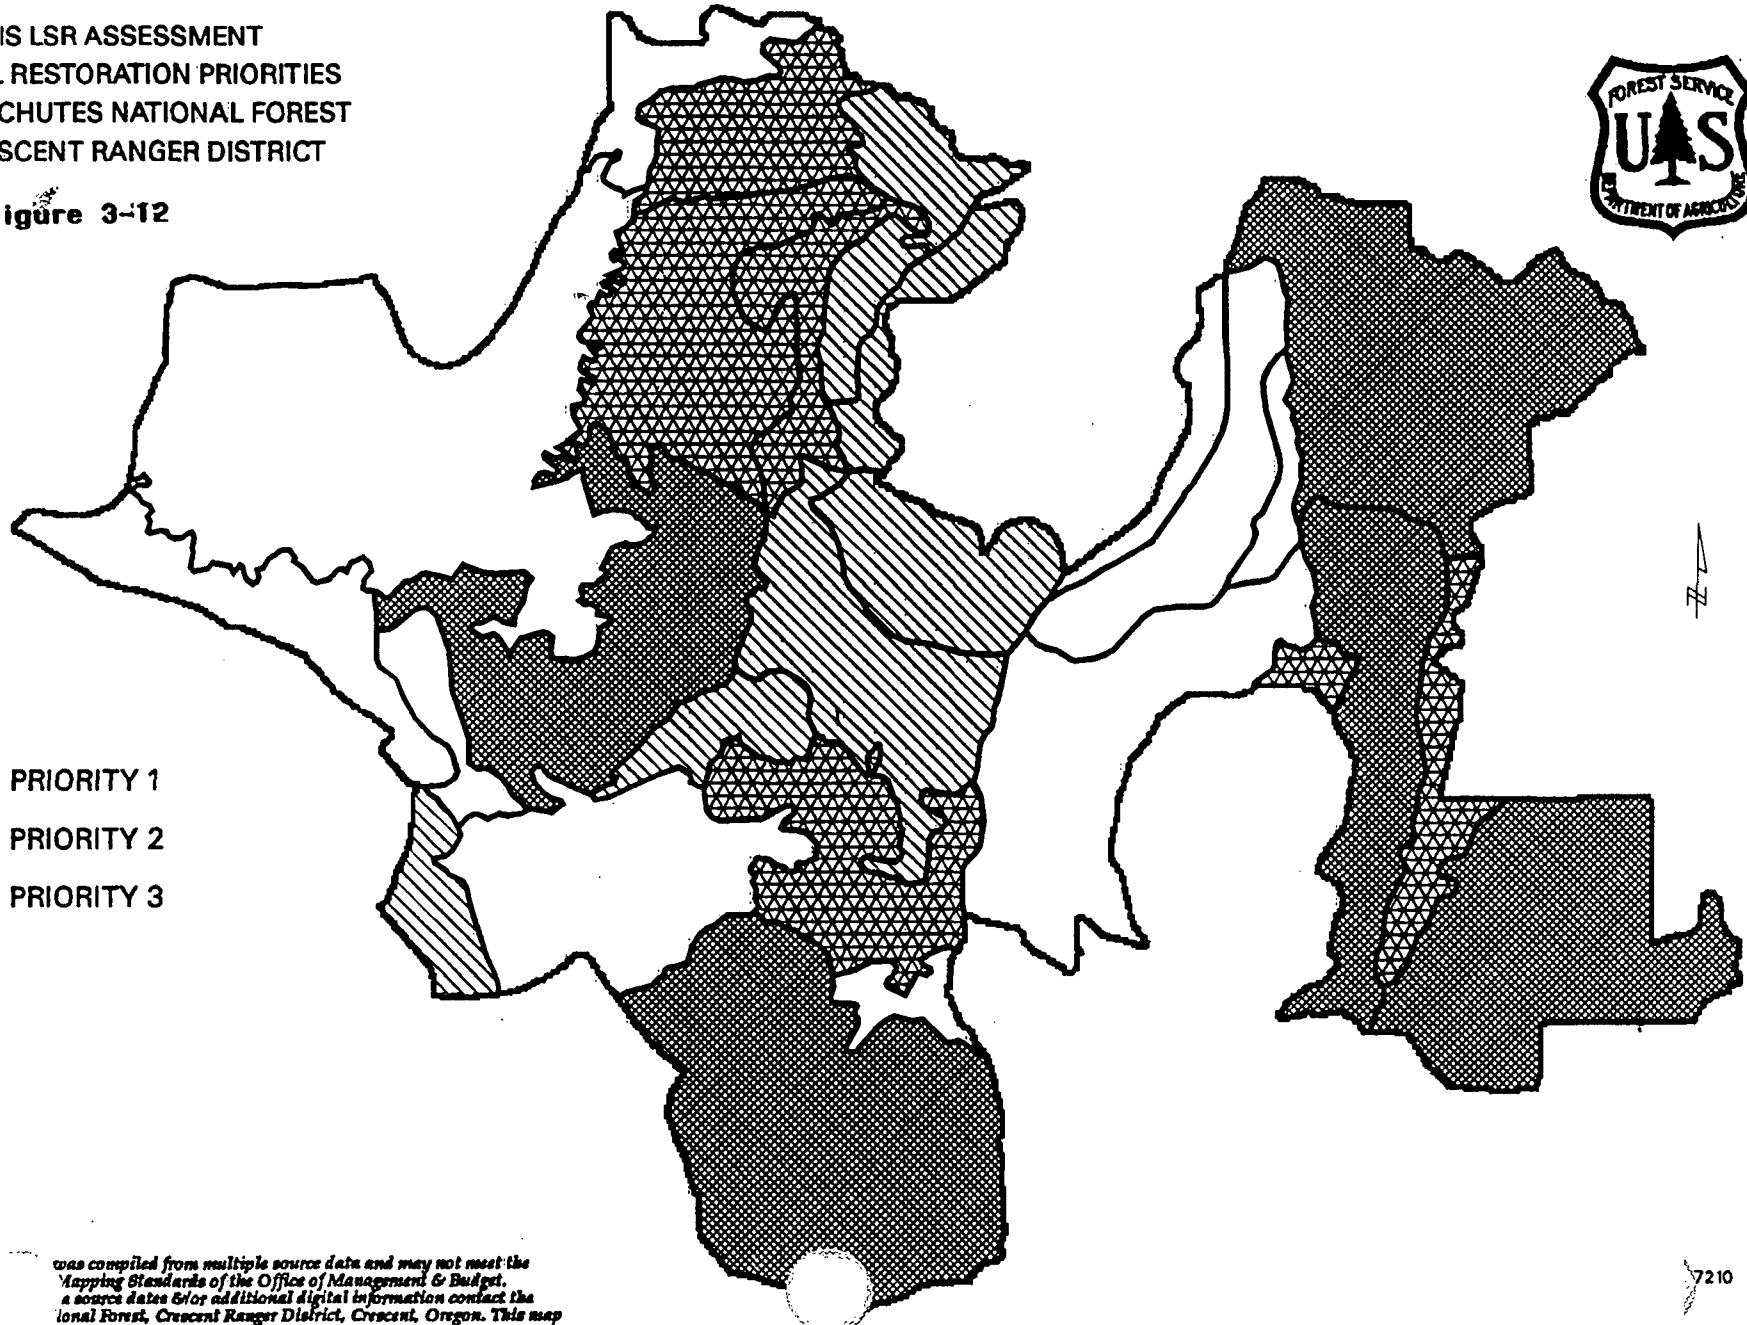 IS LSR ASSESSMENT
L RESTORATION PRIORITIES
CHUTES NATIONAL FOREST
SCENT RANGER DISTRICT
igure 3-12
FOREST SERVICE
U S
DEPARTMENT OF AGRICULTURE
PRIORITY 1
PRIORITY 2
PRIORITY 3
was compiled from multiple source data and may not meet the
Mapping Standards of the Office of Management & Budget.
a source dates &/or additional digital information contact the
ional Forest, Crescent Ranger District, Crescent, Oregon. This map
7210